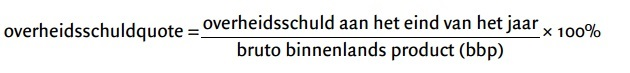 overheidsschuldquote = overheidsschuld aan het eind van het jaar × 100%
bruto binnenlands product (bbp)